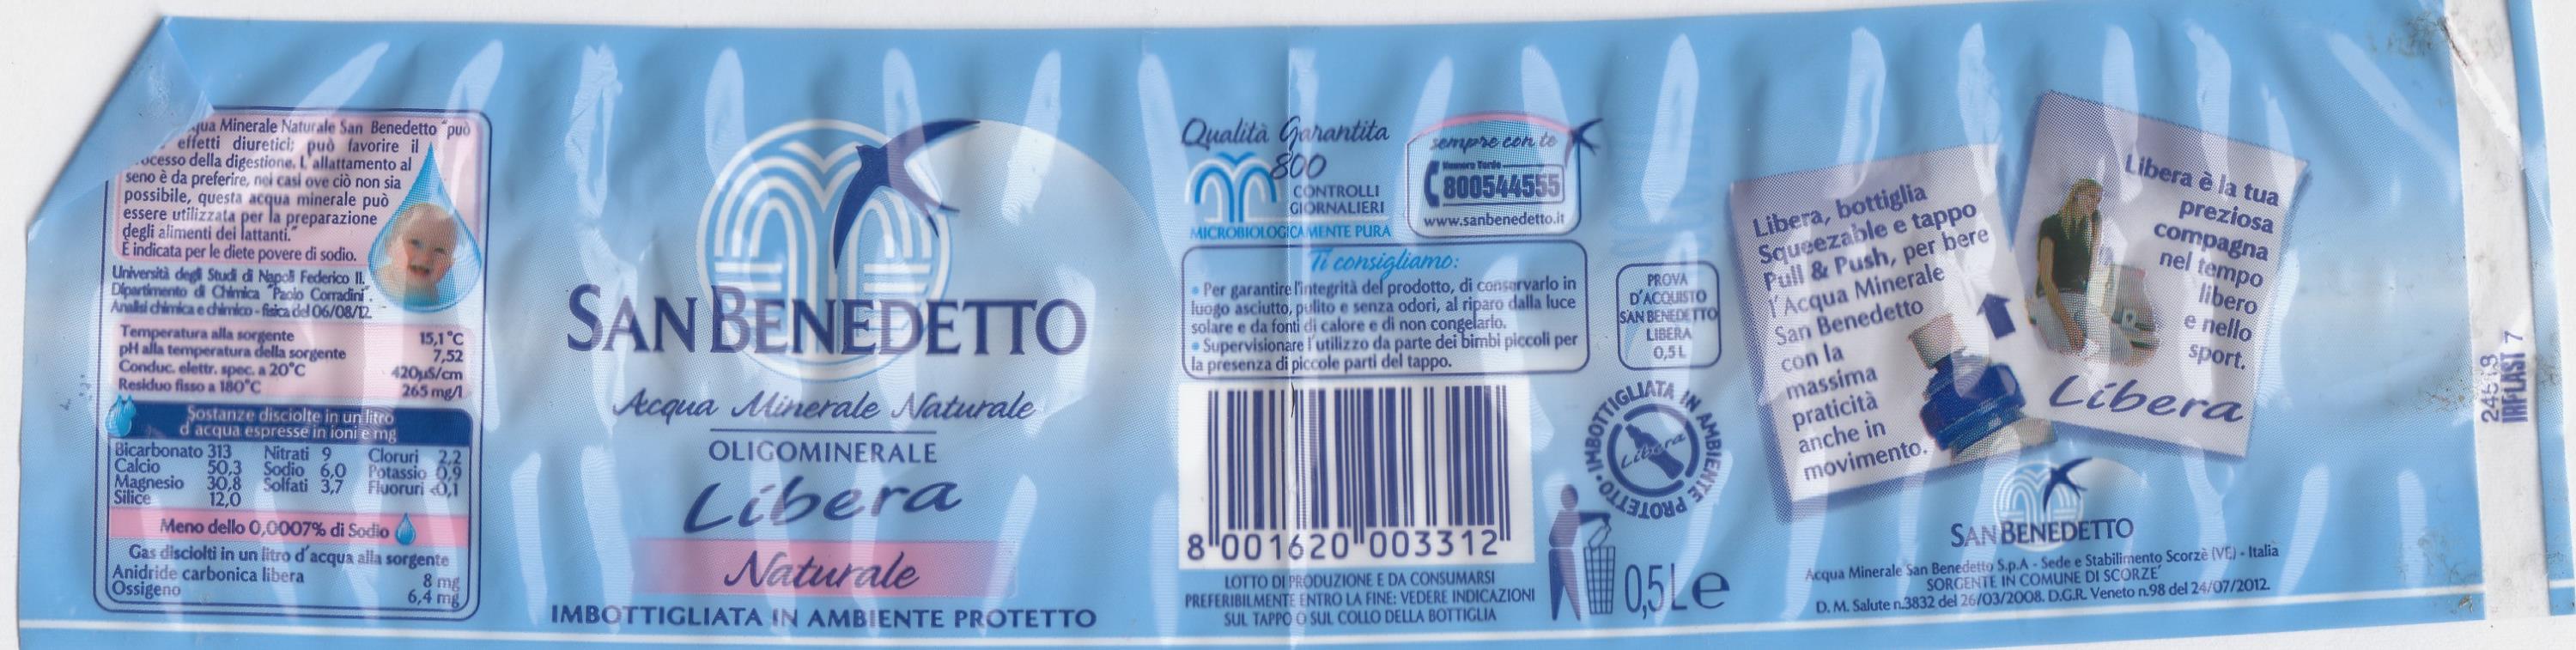 qua Minerale Naturale San Benedetto "può
effetti diuretici; può favorire il
ocesso della digestione. L'allattamento al
seno è da preferire, nei casi ove ciò non sia
possibile, questa acqua minerale può
essere utilizzata per la preparazione
degli alimenti dei lattanti."
È indicata per le diete povere di sodio.
Università degli Studi di Napoli Federico II.
Dipartimento di Chimica "Paolo Corradini".
Analisi chimica e chimico-fisica del 06/08/12.
Temperatura alla sorgente 15,1°C
pH alla temperatura della sorgente 7,52
Conduc. elettr. spec. a 20°C 420µS/cm
Residuo fisso a 180°C 265 mg/l
Sostanze disciolte in un litro
d'acqua espresse in ioni e mg
Bicarbonato 313 Nitrati 9 Cloruri 2,2
Calcio 50,3 Sodio 6,0 Potassio 0,9
Magnesio 30,8 Solfati 3,7 Fluoruri <0,1
Silice 12,0
Meno dello 0,0007% di Sodio
Gas disciolti in un litro d'acqua alla sorgente
Anidride carbonica libera 8 mg
Ossigeno 6,4 mg
SAN BENEDETTO
Acqua Minerale Naturale
OLIGOMINERALE
Libera
Naturale
IMBOTTIGLIATA IN AMBIENTE PROTETTO
Qualità Garantita
800
CONTROLLI
GIORNALIERI
MICROBIOLOGICAMENTE PURA
sempre con te
Numero Verde
800544555
www.sanbenedetto.it
Ti consigliamo:
• Per garantire l'integrità del prodotto, di conservarlo in
luogo asciutto, pulito e senza odori, al riparo dalla luce
solare e da fonti di calore e di non congelarlo.
• Supervisionare l'utilizzo da parte dei bimbi piccoli per
la presenza di piccole parti del tappo.
8 001620 003312
LOTTO DI PRODUZIONE E DA CONSUMARSI
PREFERIBILMENTE ENTRO LA FINE: VEDERE INDICAZIONI
SUL TAPPO O SUL COLLO DELLA BOTTIGLIA
PROVA
D'ACQUISTO
SAN BENEDETTO
LIBERA
0,5 L
IMBOTTIGLIATA IN AMBIENTE PROTETTO •
Libera
0,5L e
Libera, bottiglia
Squeezable e tappo
Pull & Push, per bere
l'Acqua Minerale
San Benedetto
con la
massima
praticità
anche in
movimento.
Libera è la tua
preziosa
compagna
nel tempo
libero
e nello
sport.
Libera
SAN BENEDETTO
Acqua Minerale San Benedetto S.p.A - Sede e Stabilimento Scorzè (VE) - Italia
SORGENTE IN COMUNE DI SCORZE'
D. M. Salute n.3832 del 26/03/2008. D.G.R. Veneto n.98 del 24/07/2012.
IRPLAST 7